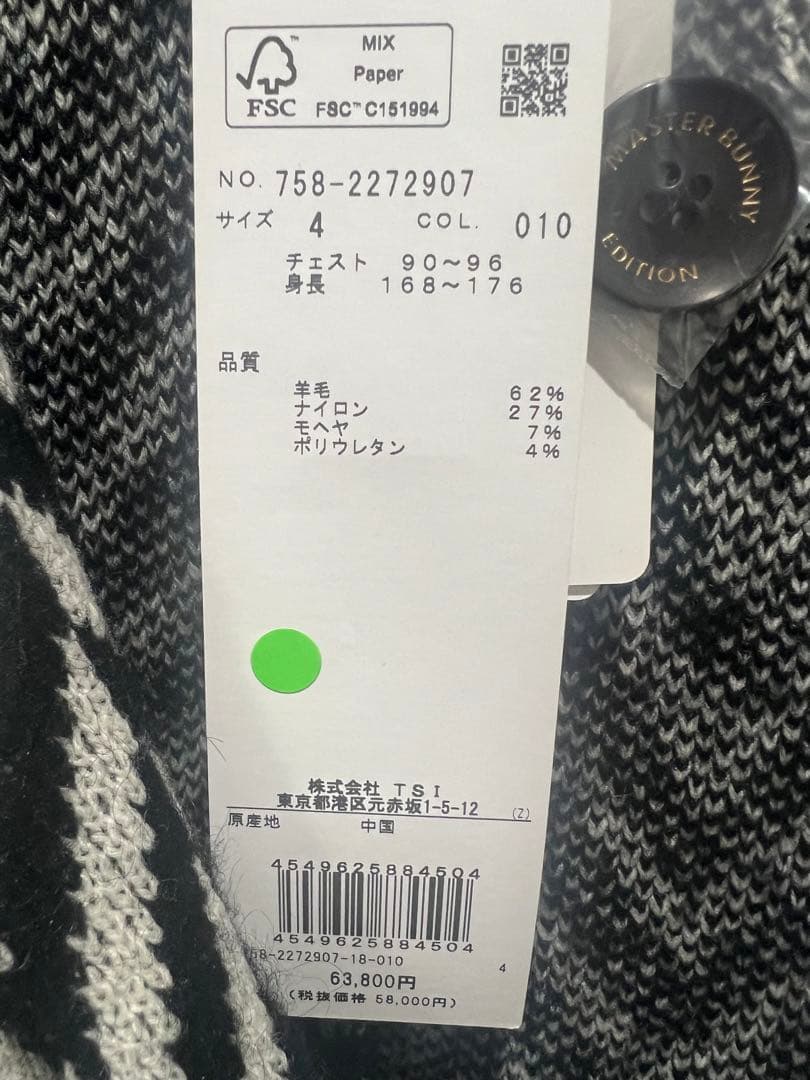 MIX
Paper
FSC™ C151994
FSC
NO. 758-2272907
サイズ 4 COL. 010
チェスト 90～96
身長 168～176
品質
羊毛 62%
ナイロン 27%
モヘヤ 7%
ポリウレタン 4%
株式会社 TSI
東京都港区元赤坂1-5-12 (Z)
原産地 中国
4549625884504
4549625884504
58-2272907-18-010 4
63,800円
(税抜価格 58,000円)
MASTER BUNNY
EDITION